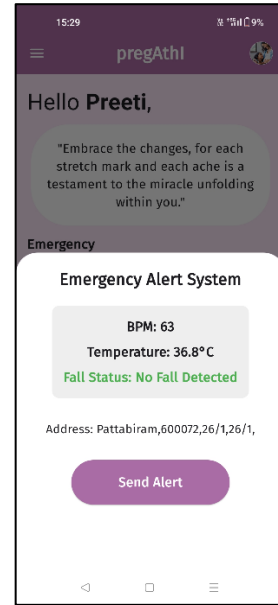 15:29
9%
pregAthI
Hello Preeti,
"Embrace the changes, for each
stretch mark and each ache is a
testament to the miracle unfolding
within you."
Emergency
Emergency Alert System
BPM: 63
Temperature: 36.8°C
Fall Status: No Fall Detected
Address: Pattabiram,600072,26/1,26/1,
Send Alert